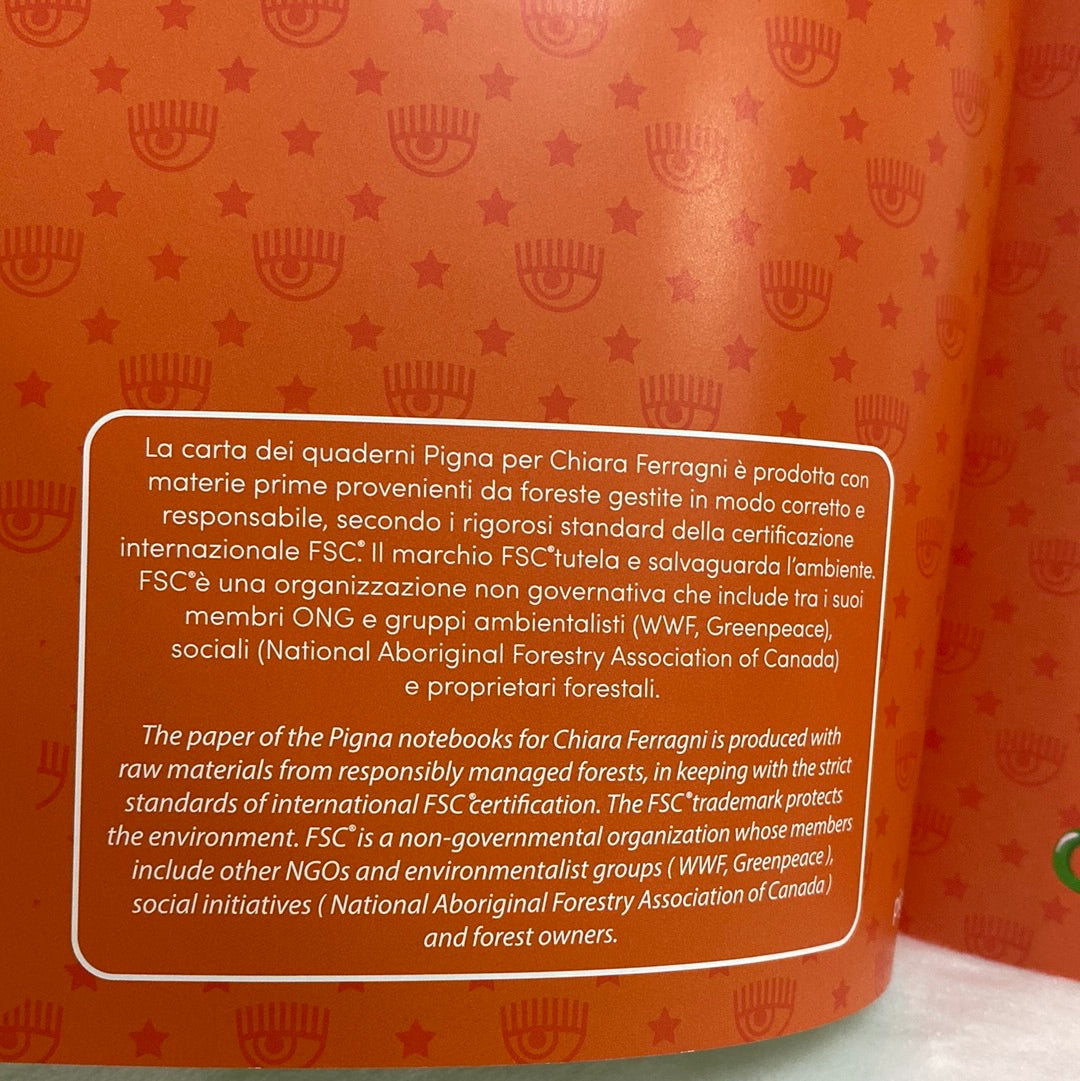 La carta dei quaderni Pigna per Chiara Ferragni è prodotta con
materie prime provenienti da foreste gestite in modo corretto e
responsabile, secondo i rigorosi standard della certificazione
internazionale FSC®. Il marchio FSC® tutela e salvaguarda l'ambiente.
FSC® è una organizzazione non governativa che include tra i suoi
membri ONG e gruppi ambientalisti (WWF, Greenpeace),
sociali (National Aboriginal Forestry Association of Canada)
e proprietari forestali.
The paper of the Pigna notebooks for Chiara Ferragni is produced with
raw materials from responsibly managed forests, in keeping with the strict
standards of international FSC® certification. The FSC® trademark protects
the environment. FSC® is a non-governmental organization whose members
include other NGOs and environmentalist groups ( WWF, Greenpeace ),
social initiatives ( National Aboriginal Forestry Association of Canada )
and forest owners.